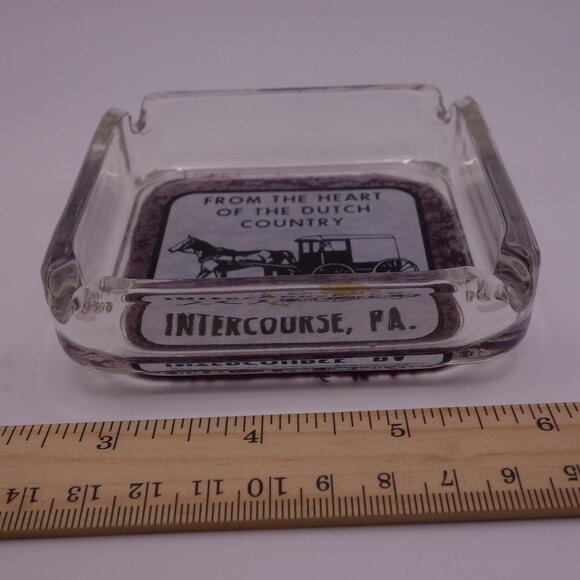 FROM THE HEART
OF THE DUTCH
COUNTRY
INTERCOURSE, PA.
3 4 5 6
14 13 12 11 10 9 8 7 6 5